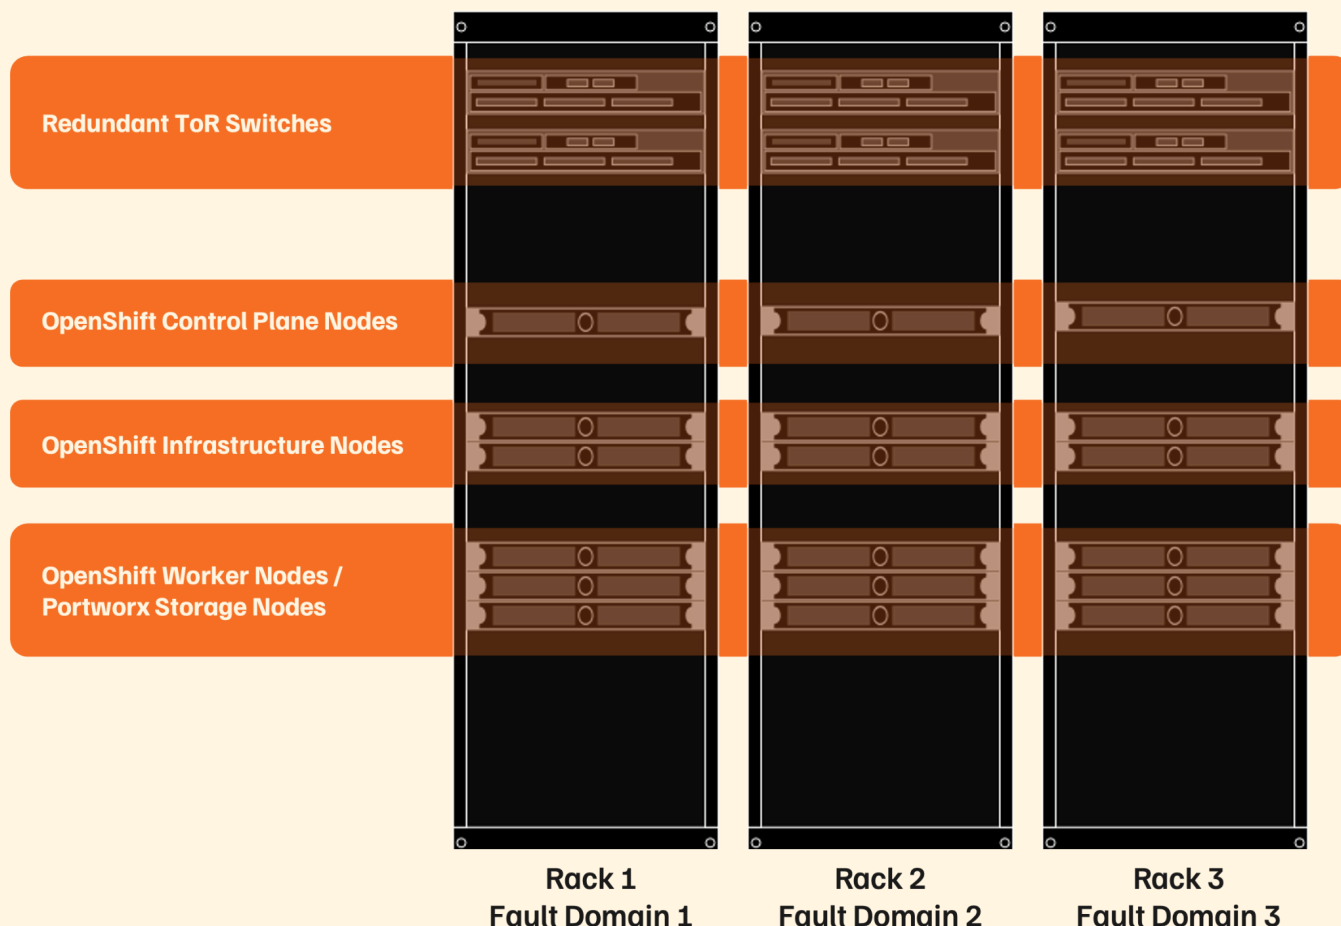 Redundant ToR Switches
OpenShift Control Plane Nodes
OpenShift Infrastructure Nodes
OpenShift Worker Nodes /
Portworx Storage Nodes
Rack 1
Fault Domain 1
Rack 2
Fault Domain 2
Rack 3
Fault Domain 3